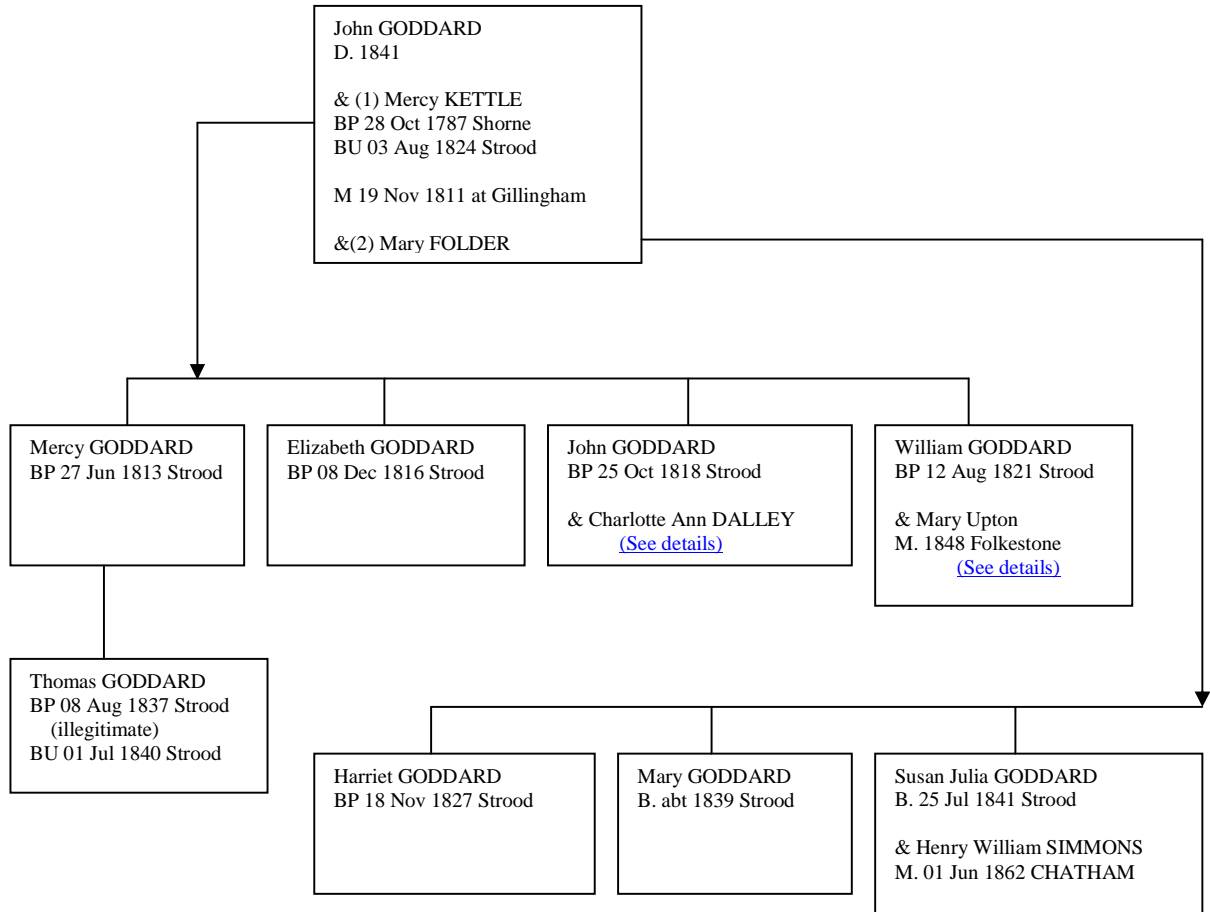 John GODDARD
D. 1841
& (1) Mercy KETTLE
BP 28 Oct 1787 Shorne
BU 03 Aug 1824 Strood
M 19 Nov 1811 at Gillingham
&(2) Mary FOLDER
Mercy GODDARD
BP 27 Jun 1813 Strood
Elizabeth GODDARD
BP 08 Dec 1816 Strood
John GODDARD
BP 25 Oct 1818 Strood
& Charlotte Ann DALLEY
(See details)
William GODDARD
BP 12 Aug 1821 Strood
& Mary Upton
M. 1848 Folkestone
(See details)
Thomas GODDARD
BP 08 Aug 1837 Strood
(illegitimate)
BU 01 Jul 1840 Strood
Harriet GODDARD
BP 18 Nov 1827 Strood
Mary GODDARD
B. abt 1839 Strood
Susan Julia GODDARD
B. 25 Jul 1841 Strood
& Henry William SIMMONS
M. 01 Jun 1862 CHATHAM